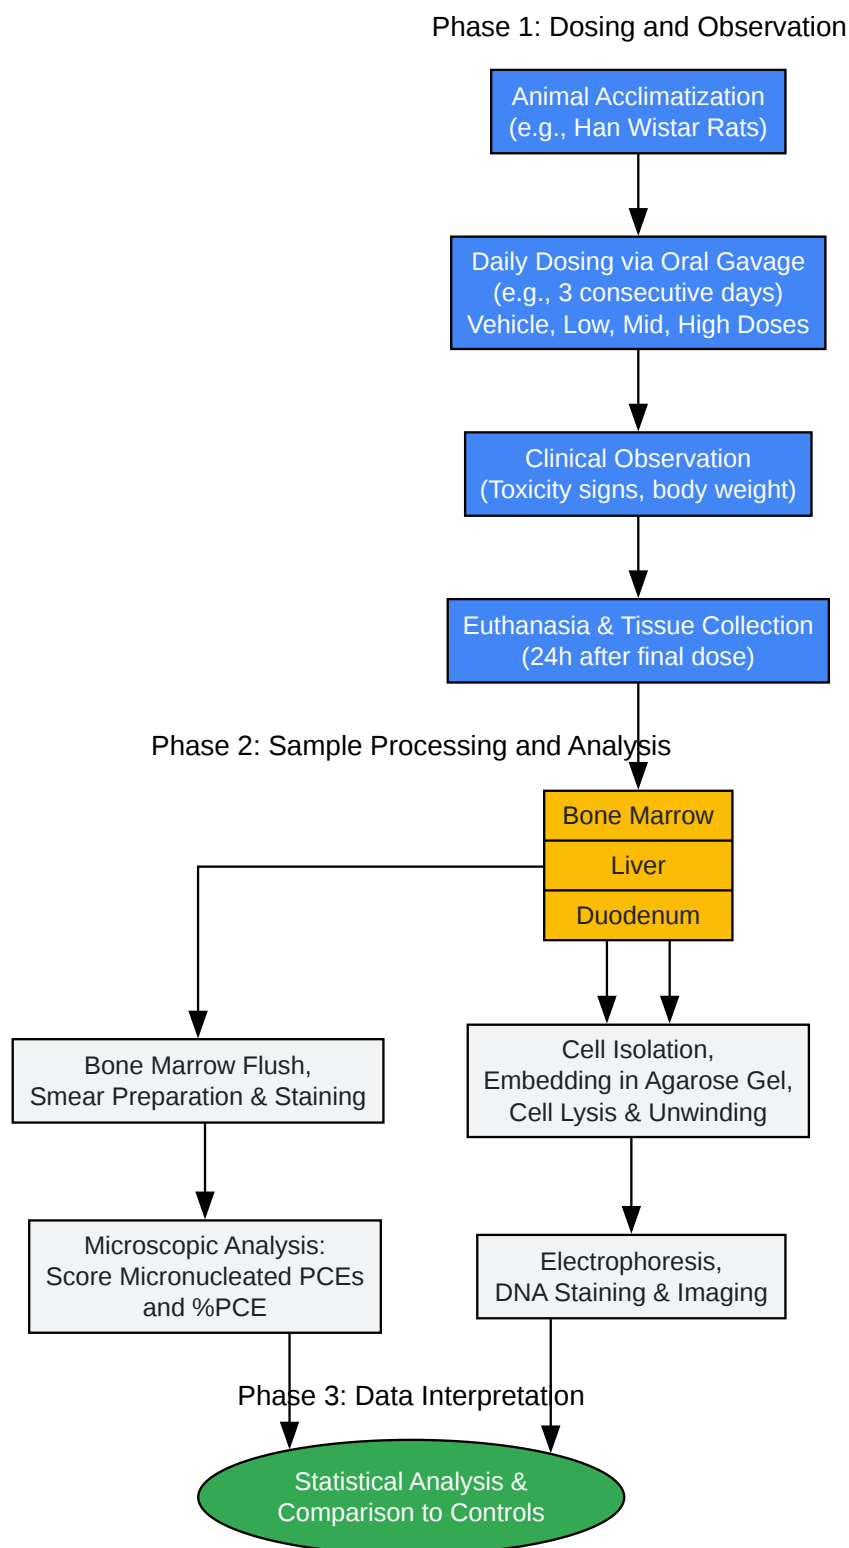 Phase 1: Dosing and Observation
Animal Acclimatization
(e.g., Han Wistar Rats)
Daily Dosing via Oral Gavage
(e.g., 3 consecutive days)
Vehicle, Low, Mid, High Doses
Clinical Observation
(Toxicity signs, body weight)
Euthanasia & Tissue Collection
(24h after final dose)
Phase 2: Sample Processing and Analysis
Bone Marrow
Liver
Duodenum
Bone Marrow Flush,
Smear Preparation & Staining
Cell Isolation,
Embedding in Agarose Gel,
Cell Lysis & Unwinding
Microscopic Analysis:
Score Micronucleated PCEs
and %PCE
Electrophoresis,
DNA Staining & Imaging
Phase 3: Data Interpretation
Statistical Analysis &
Comparison to Controls